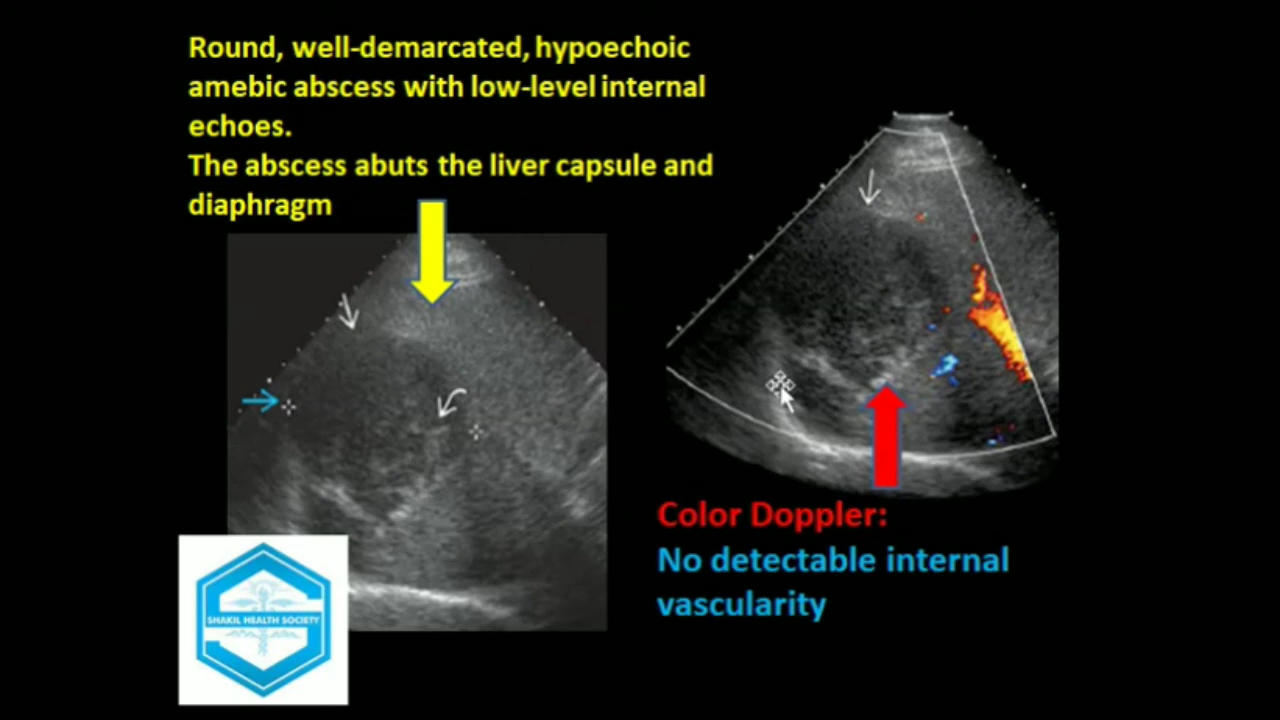 Round, well-demarcated, hypoechoic
amebic abscess with low-level internal
echoes.
The abscess abuts the liver capsule and
diaphragm
Color Doppler:
No detectable internal
vascularity
SHAKIL HEALTH SOCIETY